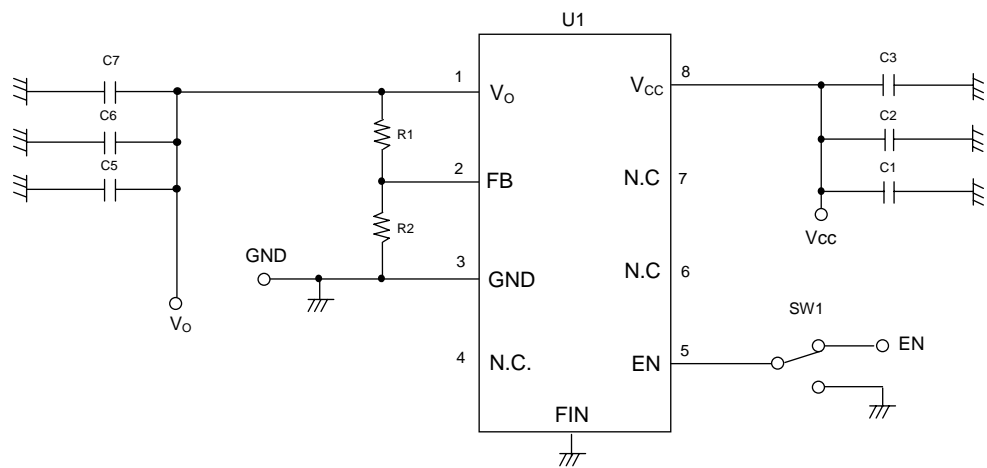 U1
C7
C6
C5
1
2
3
4
R1
R2
GND
Vo
Vo
FB
GND
N.C.
FIN
VCC
N.C
N.C
EN
8
7
6
5
C3
C2
C1
Vcc
SW1
EN